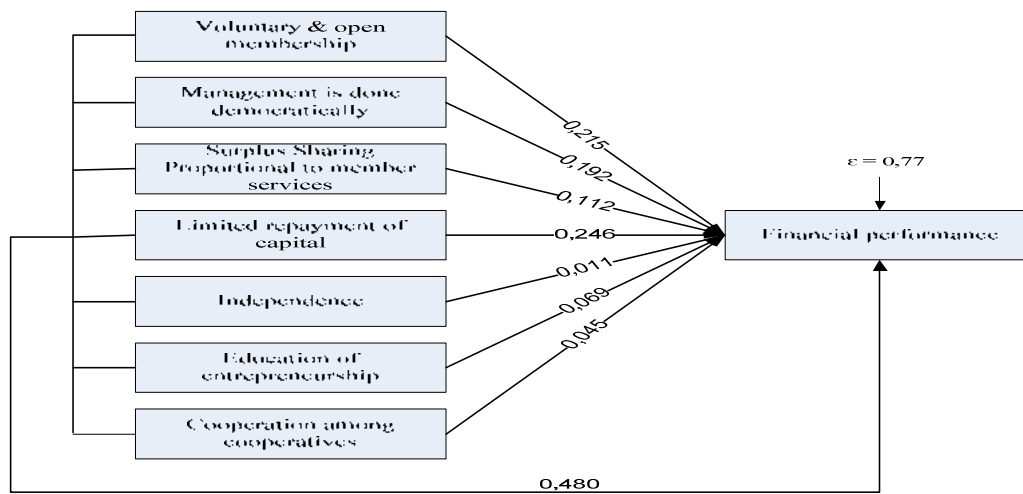 Voluntary & open
membership
Management is done
democratically
Surplus Sharing
Proportional to member
services
Limited repayment of
capital
Independence
Education of
entrepreneurship
Cooperation among
cooperatives
0,215
0,192
0,112
0,246
0,011
0,069
0,045
ε = 0,77
Financial performance
0,480